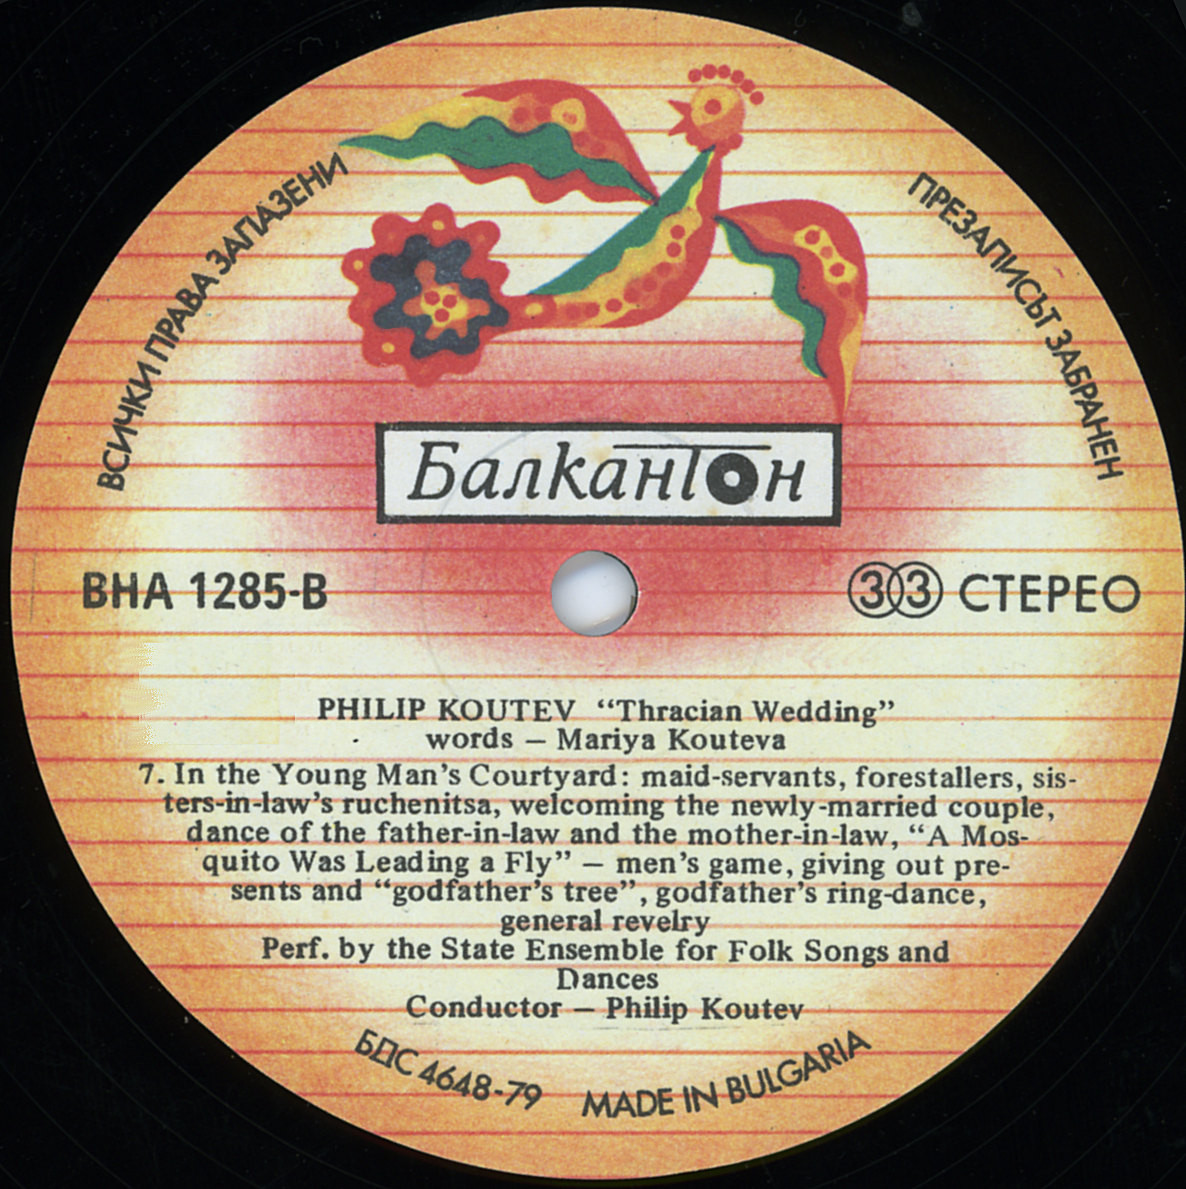 ВСИЧКИ ПРАВА ЗАПАЗЕНИ
ПРЕЗАПИСЪТ ЗАБРАНЕН
Балкантон
ВНА 1285-В
33 СТЕРЕО
PHILIP KOUTEV “Thracian Wedding”
words – Mariya Kouteva
7. In the Young Man’s Courtyard: maid-servants, forestallers, sis-
ters-in-law’s ruchenitsa, welcoming the newly-married couple,
dance of the father-in-law and the mother-in-law, “A Mos-
quito Was Leading a Fly” – men’s game, giving out pre-
sents and “godfather’s tree”, godfather’s ring-dance,
general revelry
Perf. by the State Ensemble for Folk Songs and
Dances
Conductor – Philip Koutev
БДС 4648-79
MADE IN BULGARIA